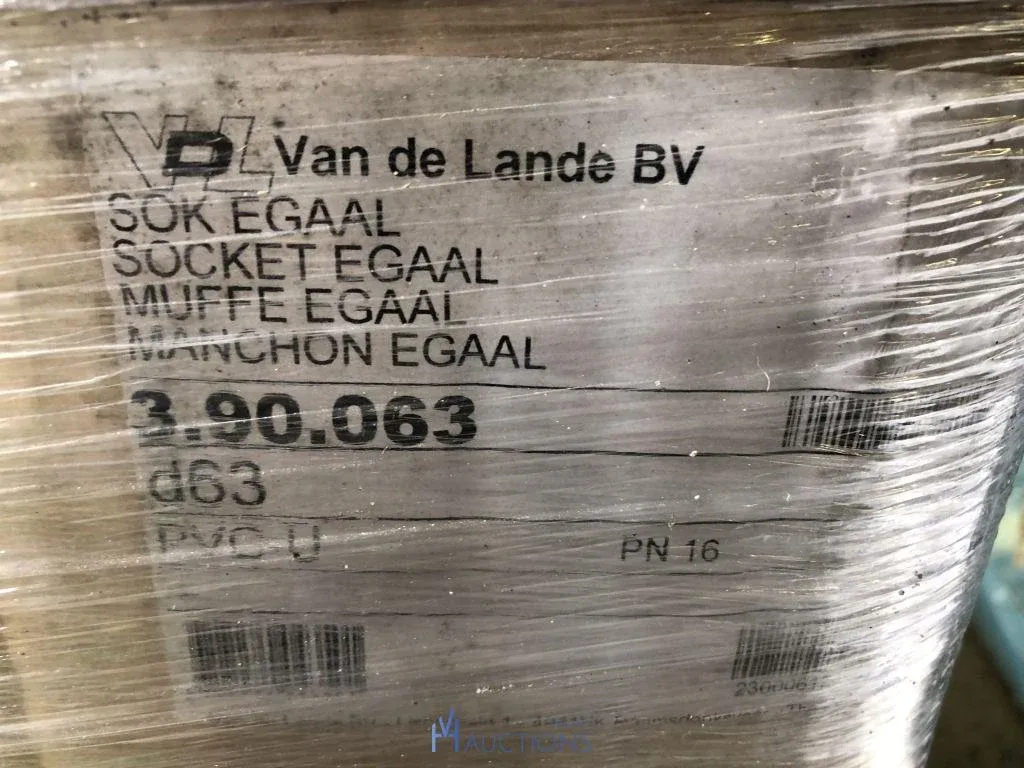 VDL Van de Lande BV
SOK EGAAL
SOCKET EGAAL
MUFFE EGAAL
MANCHON EGAAL
3.90.063
d63
PVC-U PN 16
HVM AUCTIONS